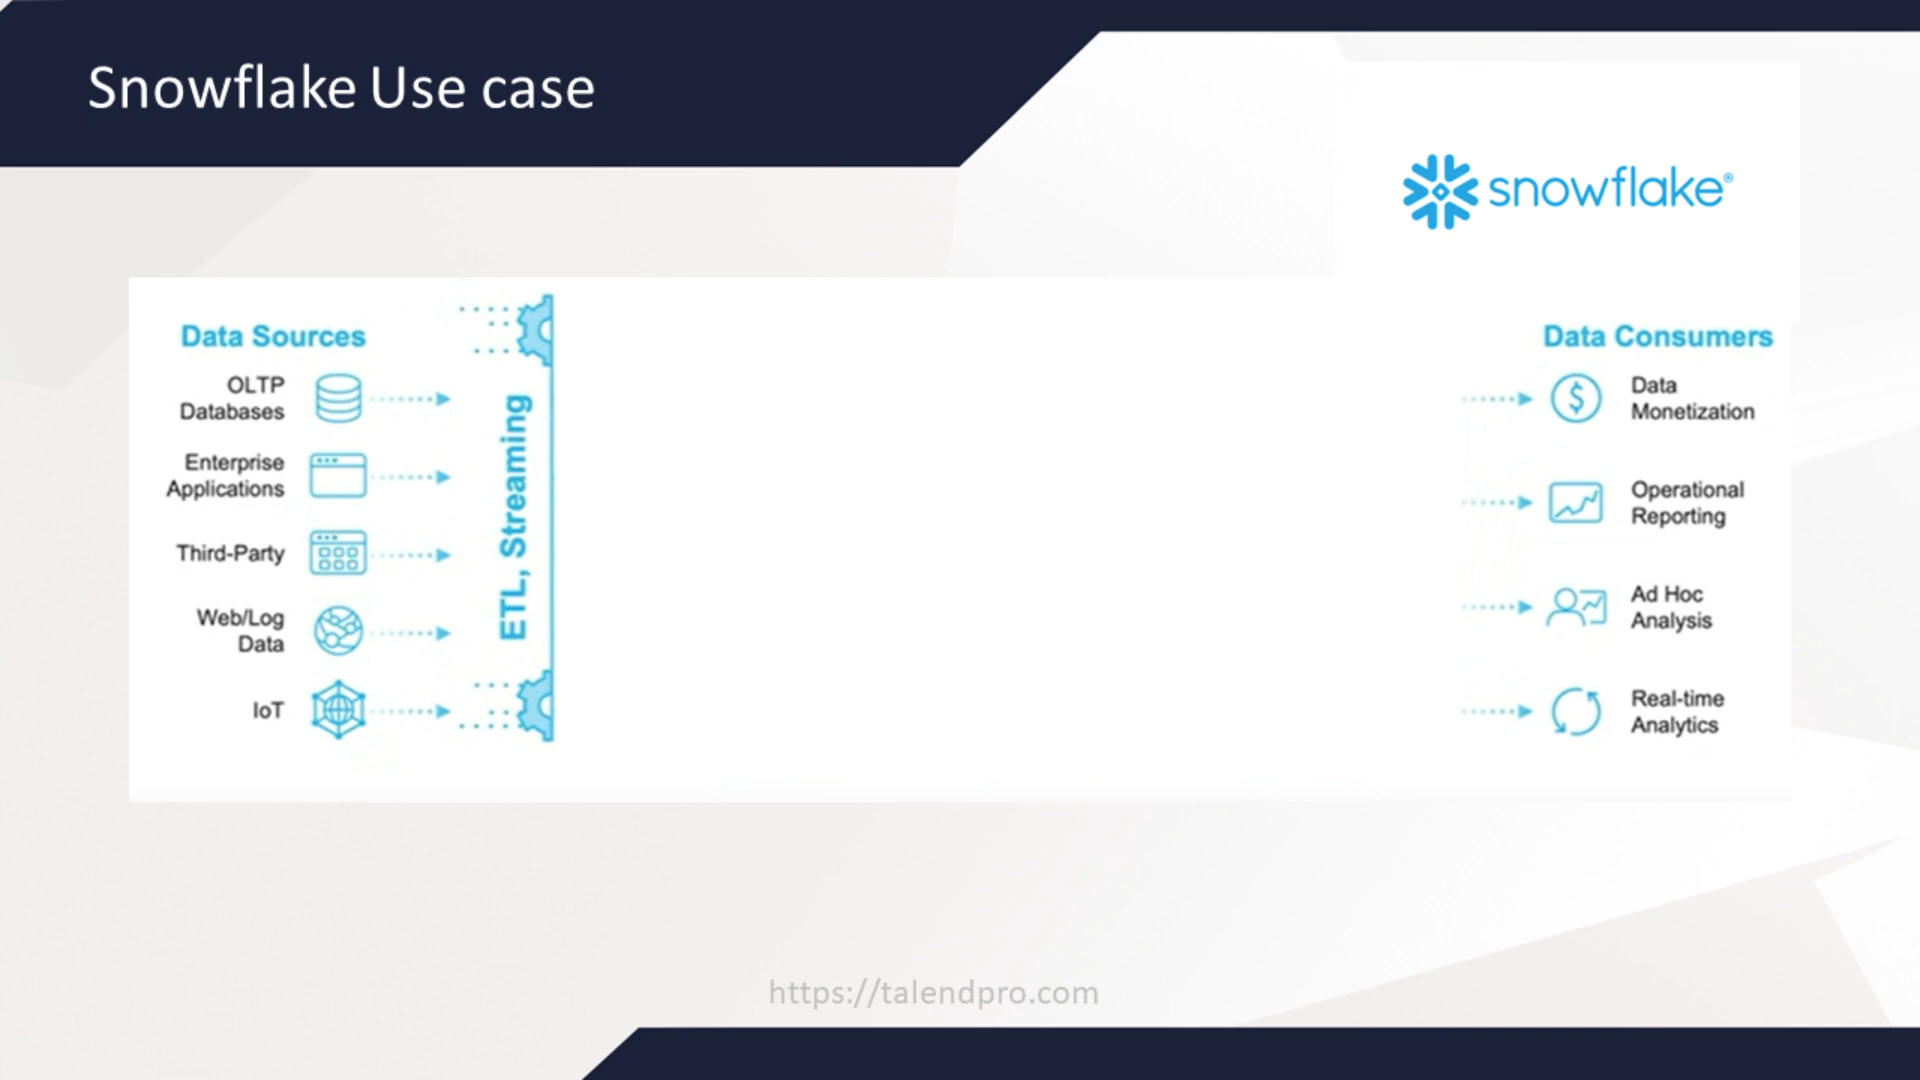 Snowflake Use case
snowflake®
Data Sources
OLTP
Databases
Enterprise
Applications
Third-Party
Web/Log
Data
IoT
ETL, Streaming
Data Consumers
Data
Monetization
Operational
Reporting
Ad Hoc
Analysis
Real-time
Analytics
https://talendpro.com